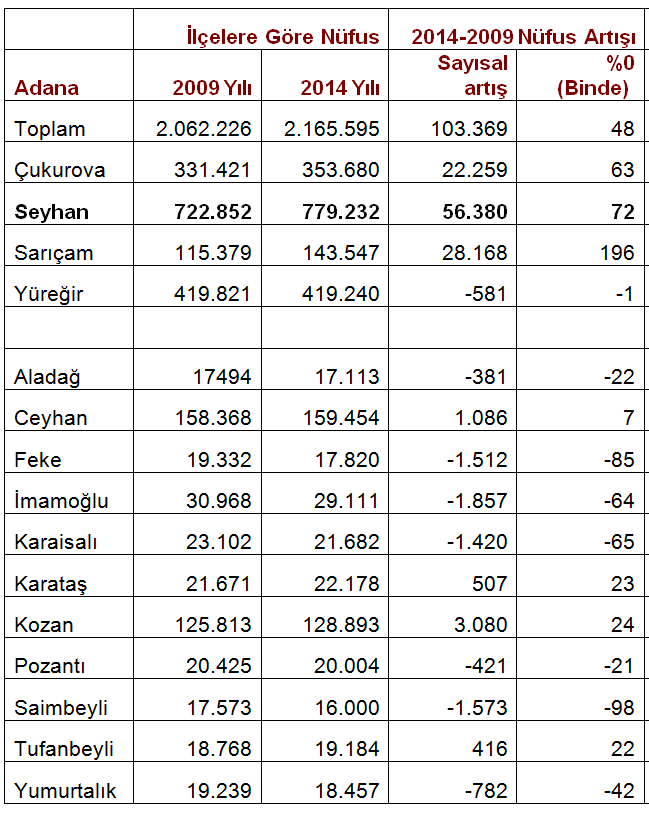 İlçelere Göre Nüfus 2014-2009 Nüfus Artışı
Adana 2009 Yılı 2014 Yılı Sayısal artış %0 (Binde)
Toplam 2.062.226 2.165.595 103.369 48
Çukurova 331.421 353.680 22.259 63
Seyhan 722.852 779.232 56.380 72
Sarıçam 115.379 143.547 28.168 196
Yüreğir 419.821 419.240 -581 -1
Aladağ 17494 17.113 -381 -22
Ceyhan 158.368 159.454 1.086 7
Feke 19.332 17.820 -1.512 -85
İmamoğlu 30.968 29.111 -1.857 -64
Karaisalı 23.102 21.682 -1.420 -65
Karataş 21.671 22.178 507 23
Kozan 125.813 128.893 3.080 24
Pozantı 20.425 20.004 -421 -21
Saimbeyli 17.573 16.000 -1.573 -98
Tufanbeyli 18.768 19.184 416 22
Yumurtalık 19.239 18.457 -782 -42